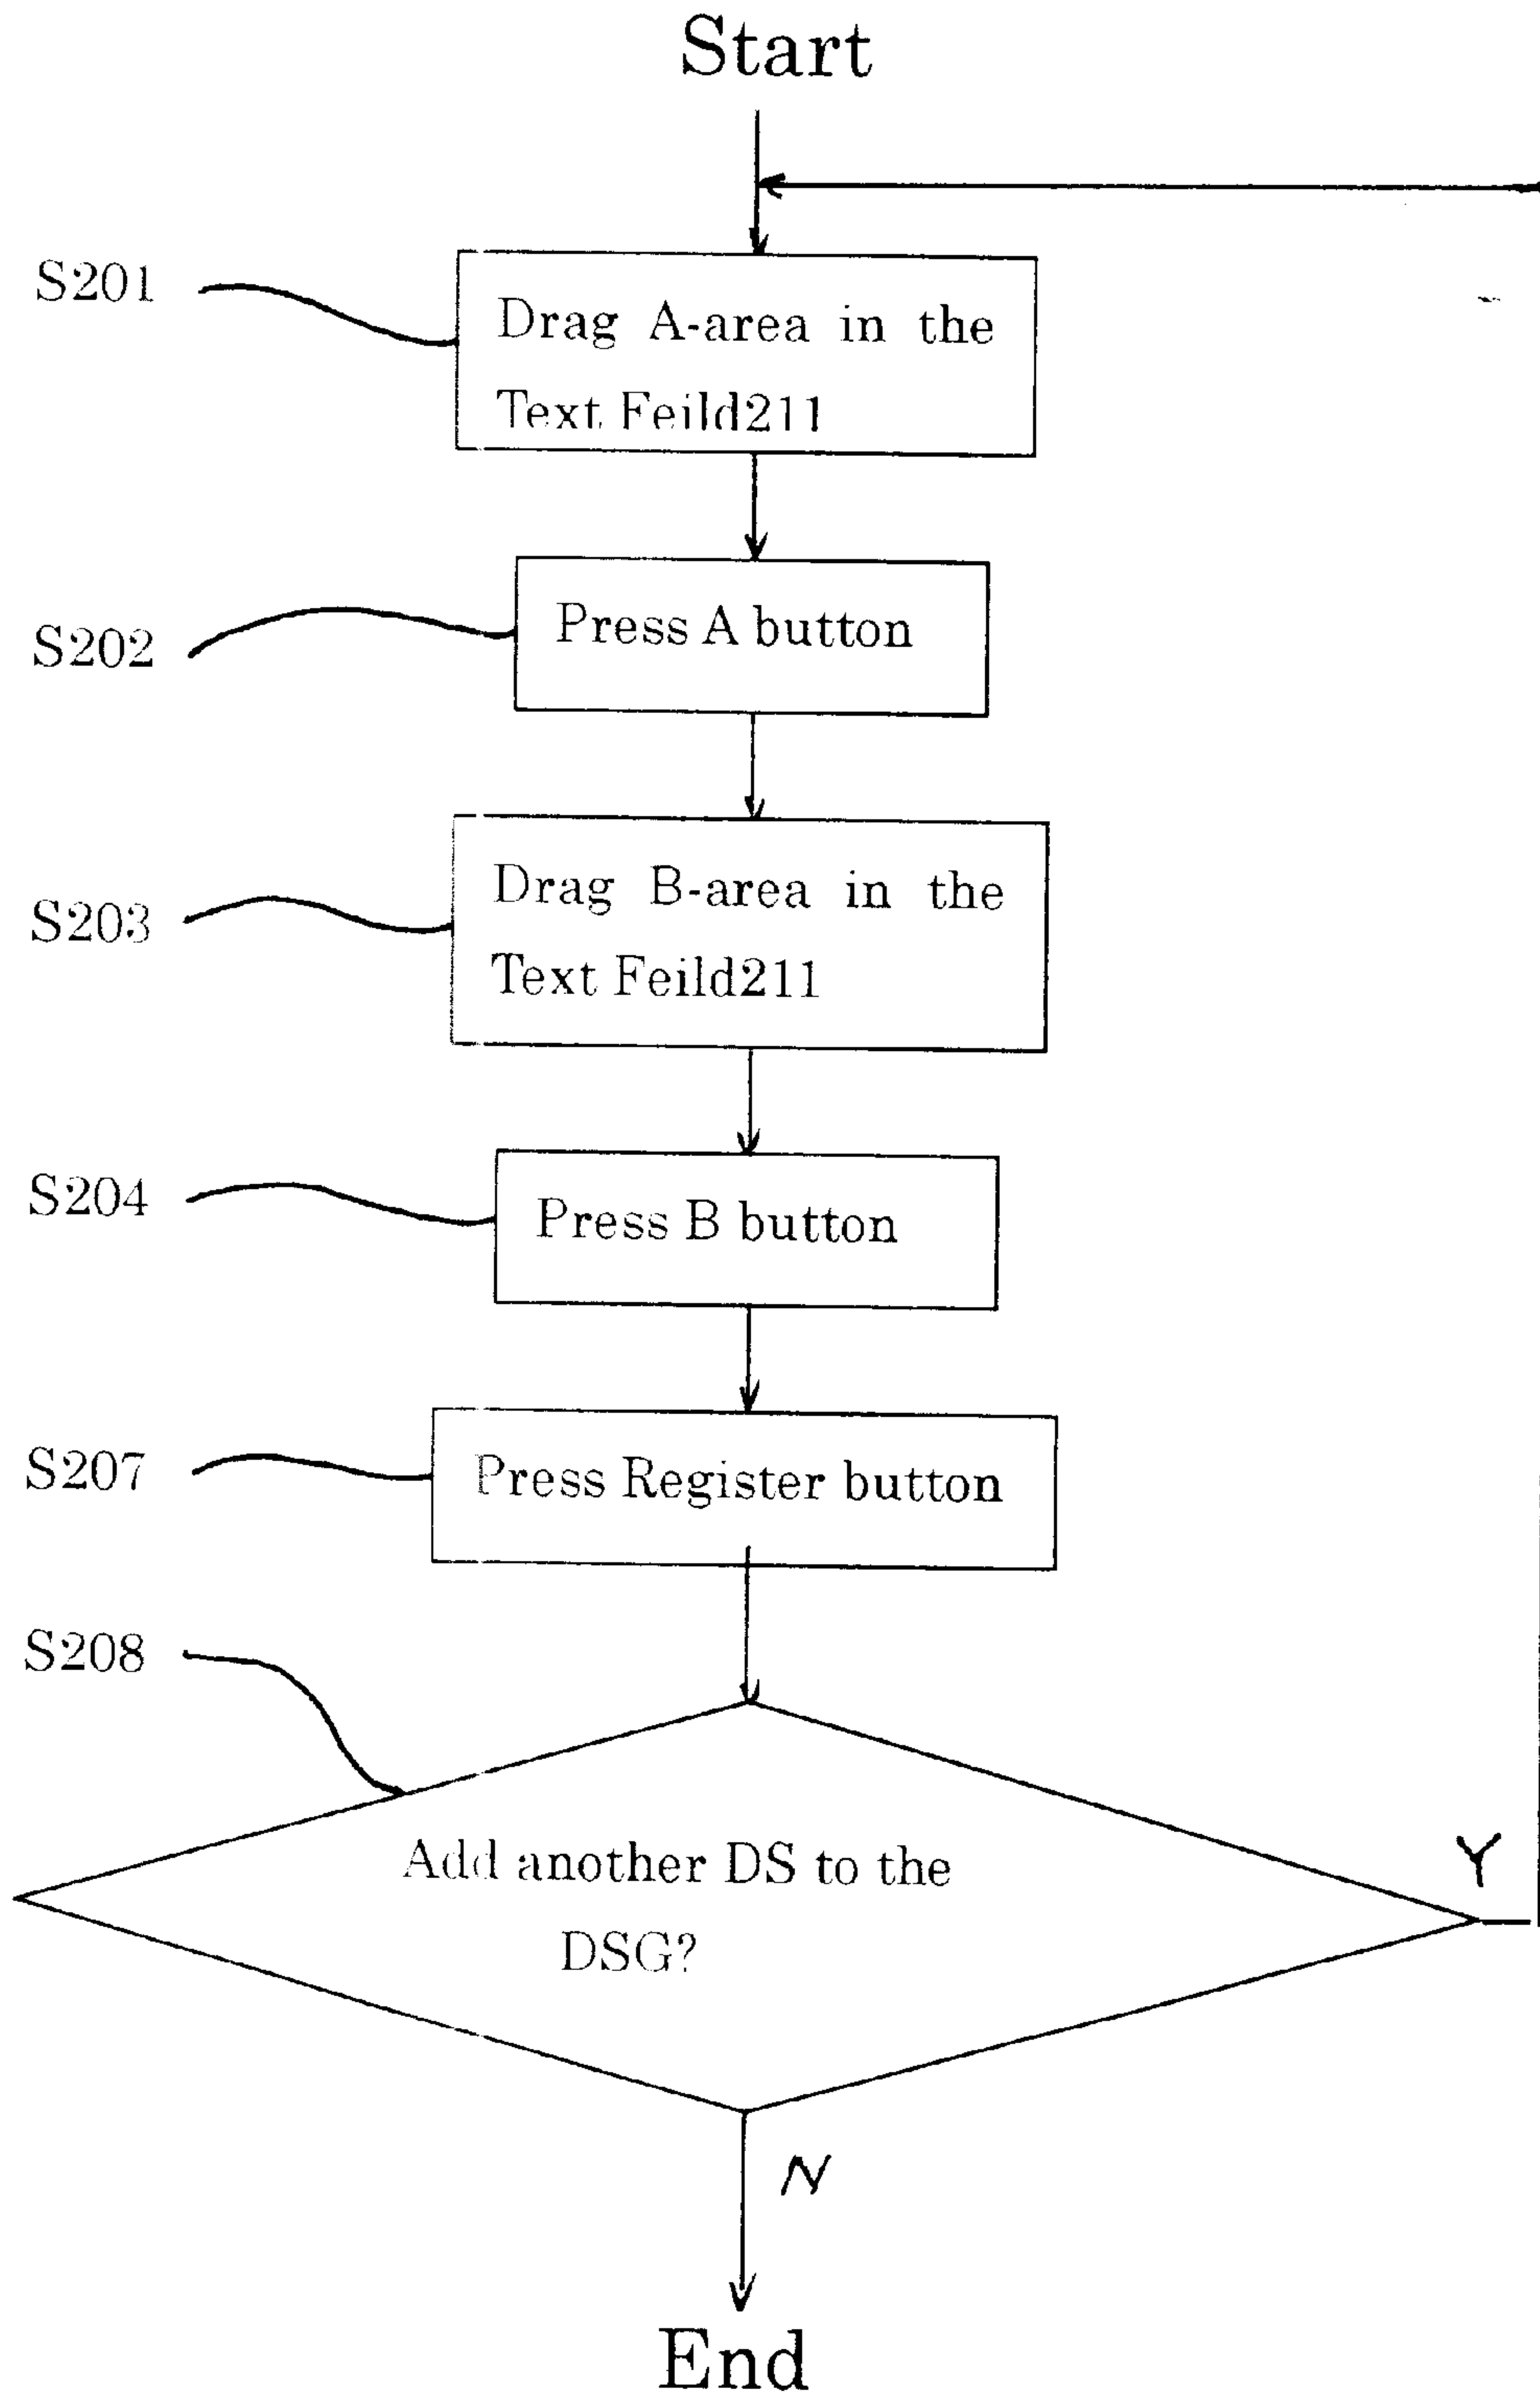 Start
S201
Drag A-area in the
Text Feild211
S202
Press A button
S203
Drag B-area in the
Text Feild211
S204
Press B button
S207
Press Register button
S208
Add another DS to the
DSG?
Y
N
End